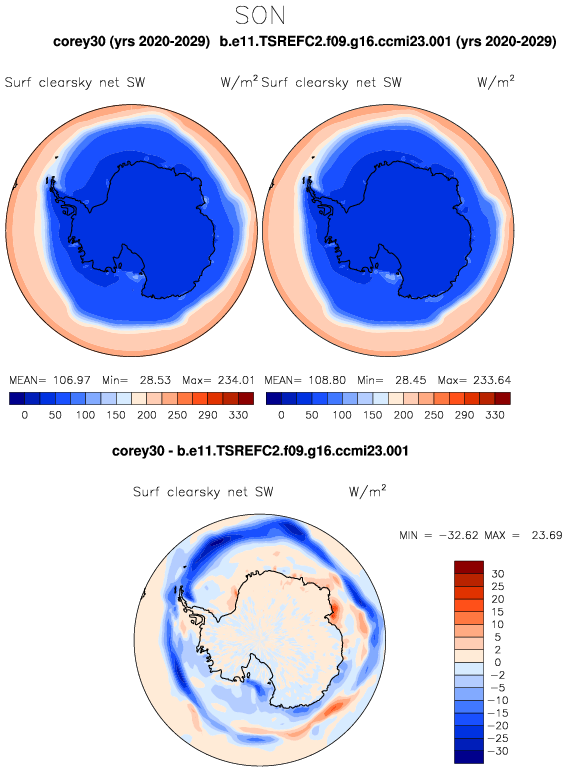 SON
corey30 (yrs 2020-2029) b.e11.TSREFC2.f09.g16.ccmi23.001 (yrs 2020-2029)
Surf clearsky net SW W/m² Surf clearsky net SW W/m²
MEAN= 106.97 Min= 28.53 Max= 234.01 MEAN= 108.80 Min= 28.45 Max= 233.64
0 50 100 150 200 250 290 330 0 50 100 150 200 250 290 330
corey30 - b.e11.TSREFC2.f09.g16.ccmi23.001
Surf clearsky net SW W/m²
MIN = -32.62 MAX = 23.69
30
25
20
15
10
5
2
0
-2
-5
-10
-15
-20
-25
-30